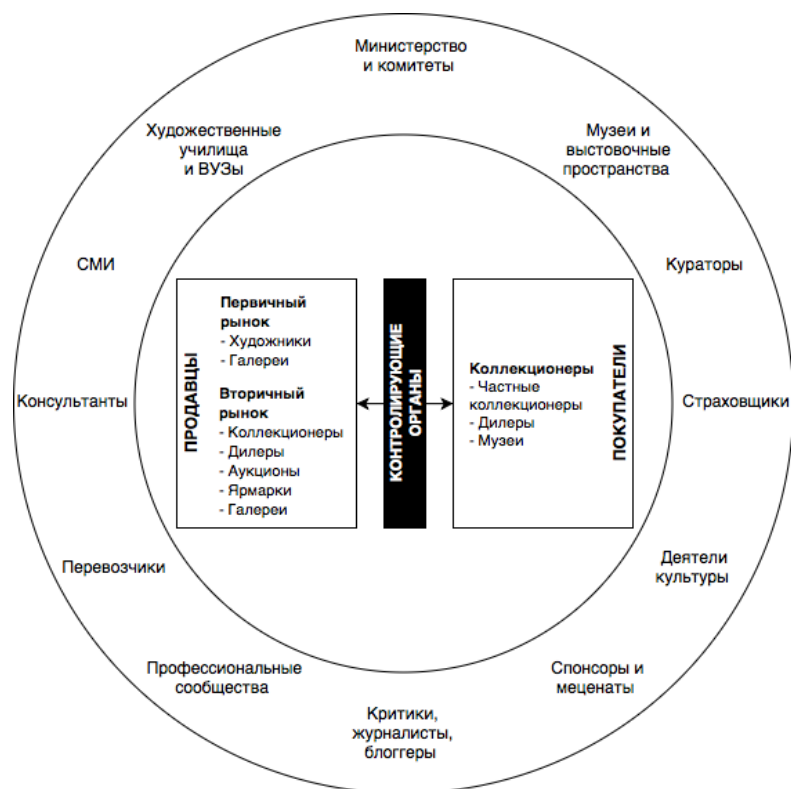 Министерство
и комитеты
Художественные
училища
и ВУЗы
Музеи и
выстовочные
пространства
СМИ
Кураторы
ПРОДАВЦЫ
Первичный
рынок
- Художники
- Галереи
Вторичный
рынок
- Коллекционеры
- Дилеры
- Аукционы
- Ярмарки
- Галереи
КОНТРОЛИРУЮЩИЕ
ОРГАНЫ
Коллекционеры
- Частные
коллекционеры
- Дилеры
- Музеи
ПОКУПАТЕЛИ
Консультанты
Страховщики
Перевозчики
Деятели
культуры
Профессиональные
сообщества
Спонсоры и
меценаты
Критики,
журналисты,
блоггеры